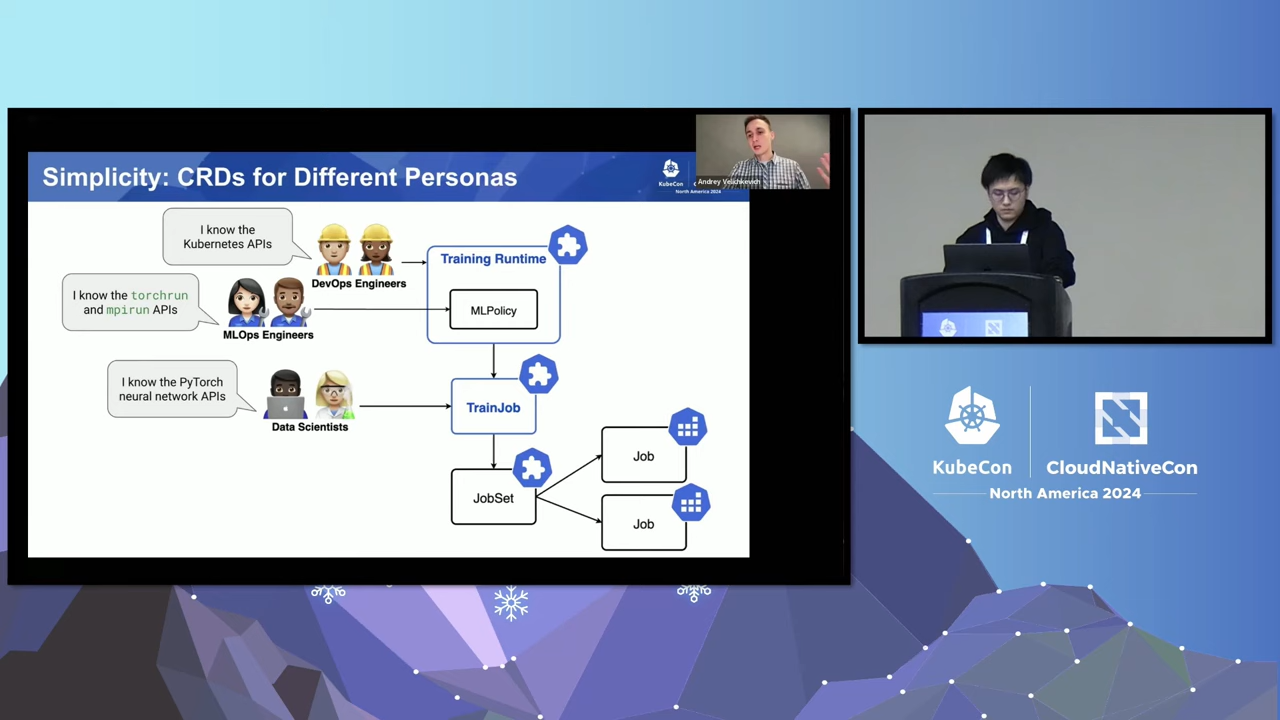 Simplicity: CRDs for Different Personas
KubeCon
North America 2024
Andrey Velichkevich
I know the
Kubernetes APIs
DevOps Engineers
Training Runtime
MLPolicy
I know the torchrun
and mpirun APIs
MLOps Engineers
I know the PyTorch
neural network APIs
Data Scientists
TrainJob
JobSet
Job
Job
KubeCon
CloudNativeCon
North America 2024